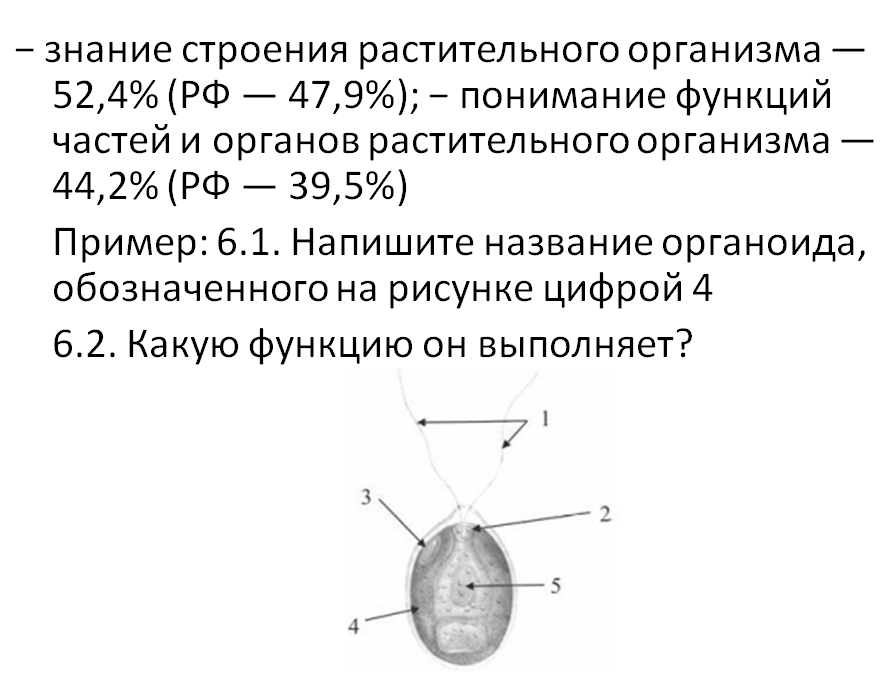 − знание строения растительного организма —
52,4% (РФ — 47,9%); − понимание функций
частей и органов растительного организма —
44,2% (РФ — 39,5%)
Пример: 6.1. Напишите название органоида,
обозначенного на рисунке цифрой 4
6.2. Какую функцию он выполняет?
1
3
2
5
4